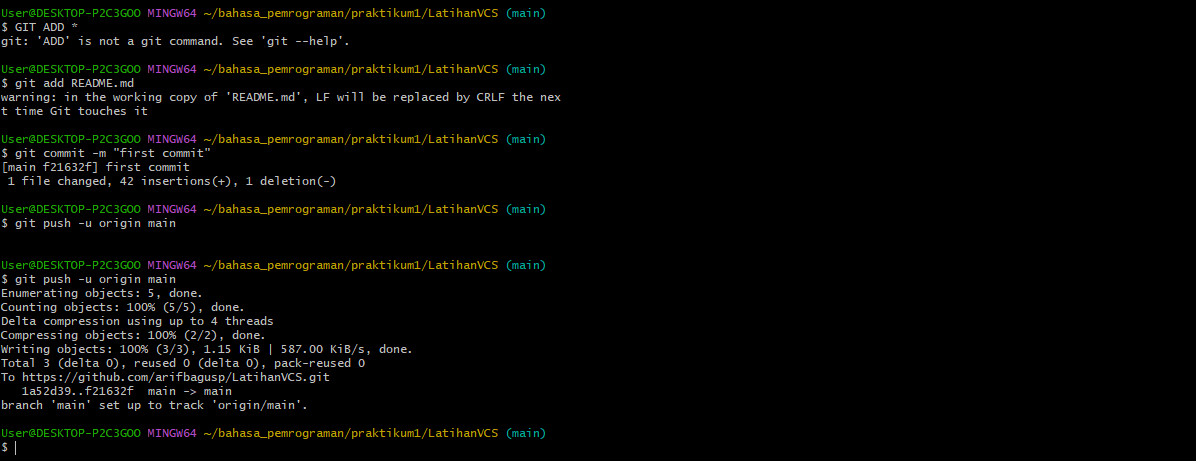 User@DESKTOP-P2C3GOO MINGW64 ~/bahasa_pemrograman/praktikum1/LatihanVCS (main)
$ GIT ADD *
git: 'ADD' is not a git command. See 'git --help'.
User@DESKTOP-P2C3GOO MINGW64 ~/bahasa_pemrograman/praktikum1/LatihanVCS (main)
$ git add README.md
warning: in the working copy of 'README.md', LF will be replaced by CRLF the nex
t time Git touches it
User@DESKTOP-P2C3GOO MINGW64 ~/bahasa_pemrograman/praktikum1/LatihanVCS (main)
$ git commit -m "first commit"
[main f21632f] first commit
 1 file changed, 42 insertions(+), 1 deletion(-)
User@DESKTOP-P2C3GOO MINGW64 ~/bahasa_pemrograman/praktikum1/LatihanVCS (main)
$ git push -u origin main
User@DESKTOP-P2C3GOO MINGW64 ~/bahasa_pemrograman/praktikum1/LatihanVCS (main)
$ git push -u origin main
Enumerating objects: 5, done.
Counting objects: 100% (5/5), done.
Delta compression using up to 4 threads
Compressing objects: 100% (2/2), done.
Writing objects: 100% (3/3), 1.15 KiB | 587.00 KiB/s, done.
Total 3 (delta 0), reused 0 (delta 0), pack-reused 0
To https://github.com/arifbagusp/LatihanVCS.git
   1a52d39..f21632f  main -> main
branch 'main' set up to track 'origin/main'.
User@DESKTOP-P2C3GOO MINGW64 ~/bahasa_pemrograman/praktikum1/LatihanVCS (main)
$